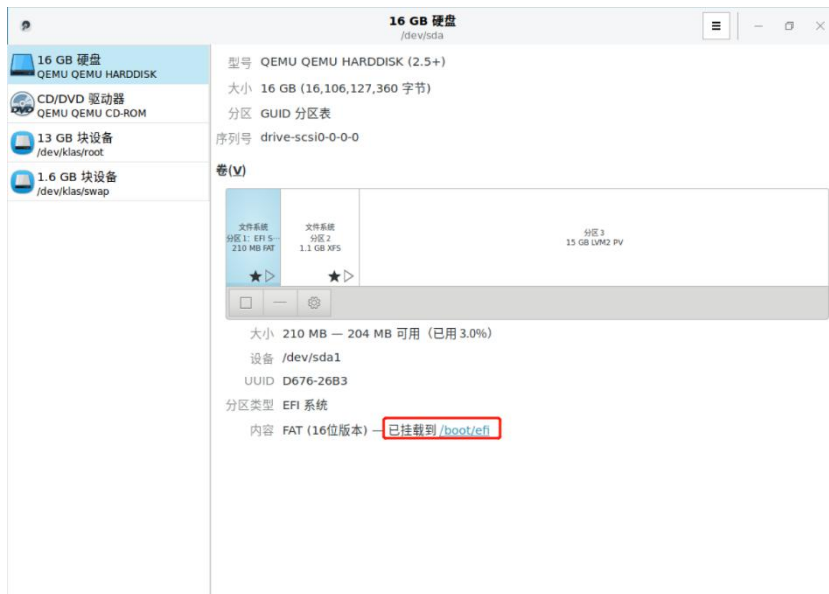 16 GB 硬盘
/dev/sda
16 GB 硬盘
QEMU QEMU HARDDISK
CD/DVD 驱动器
QEMU QEMU CD-ROM
13 GB 块设备
/dev/klas/root
1.6 GB 块设备
/dev/klas/swap
型号 QEMU QEMU HARDDISK (2.5+)
大小 16 GB (16,106,127,360 字节)
分区 GUID 分区表
序列号 drive-scsi0-0-0-0
卷(V)
文件系统
分区 1: EFI S…
210 MB FAT
文件系统
分区 2
1.1 GB XFS
分区 3
15 GB LVM2 PV
大小 210 MB — 204 MB 可用（已用 3.0%）
设备 /dev/sda1
UUID D676-26B3
分区类型 EFI 系统
内容 FAT (16位版本) — 已挂载到 /boot/efi